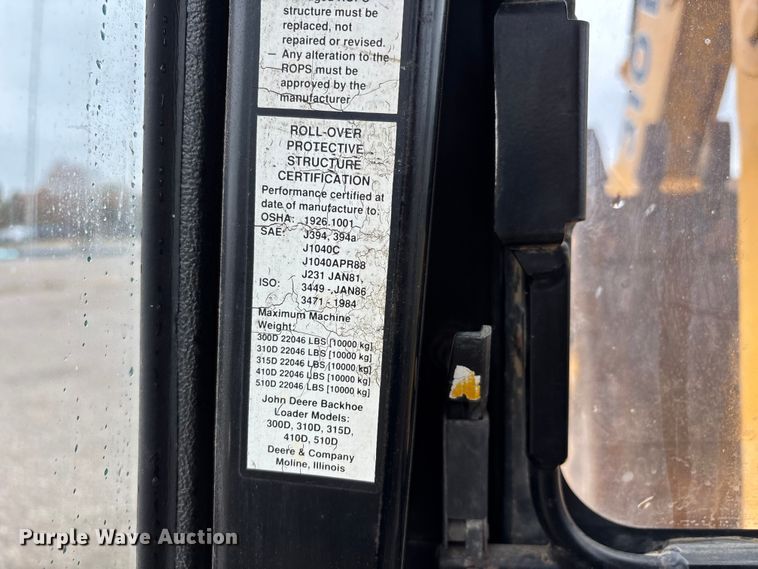 structure must be
replaced, not
repaired or revised.
— Any alteration to the
ROPS must be
approved by the
manufacturer
ROLL-OVER
PROTECTIVE
STRUCTURE
CERTIFICATION
Performance certified at
date of manufacture to:
OSHA: 1926.1001
SAE: J394, 394a
J1040C
J1040APR88
J231 JAN81,
ISO: 3449 - JAN86
3471 - 1984
Maximum Machine
Weight:
300D 22046 LBS [10000 kg]
310D 22046 LBS [10000 kg]
315D 22046 LBS [10000 kg]
410D 22046 LBS [10000 kg]
510D 22046 LBS [10000 kg]
John Deere Backhoe
Loader Models:
300D, 310D, 315D,
410D, 510D
Deere & Company
Moline, Illinois
Purple Wave Auction